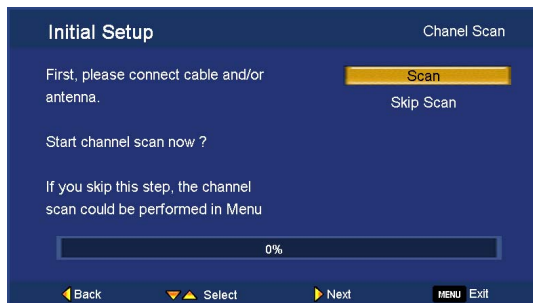 Initial Setup
Chanel Scan
First, please connect cable and/or
antenna.
Scan
Skip Scan
Start channel scan now ?
If you skip this step, the channel
scan could be performed in Menu
0%
Back Select Next MENU Exit